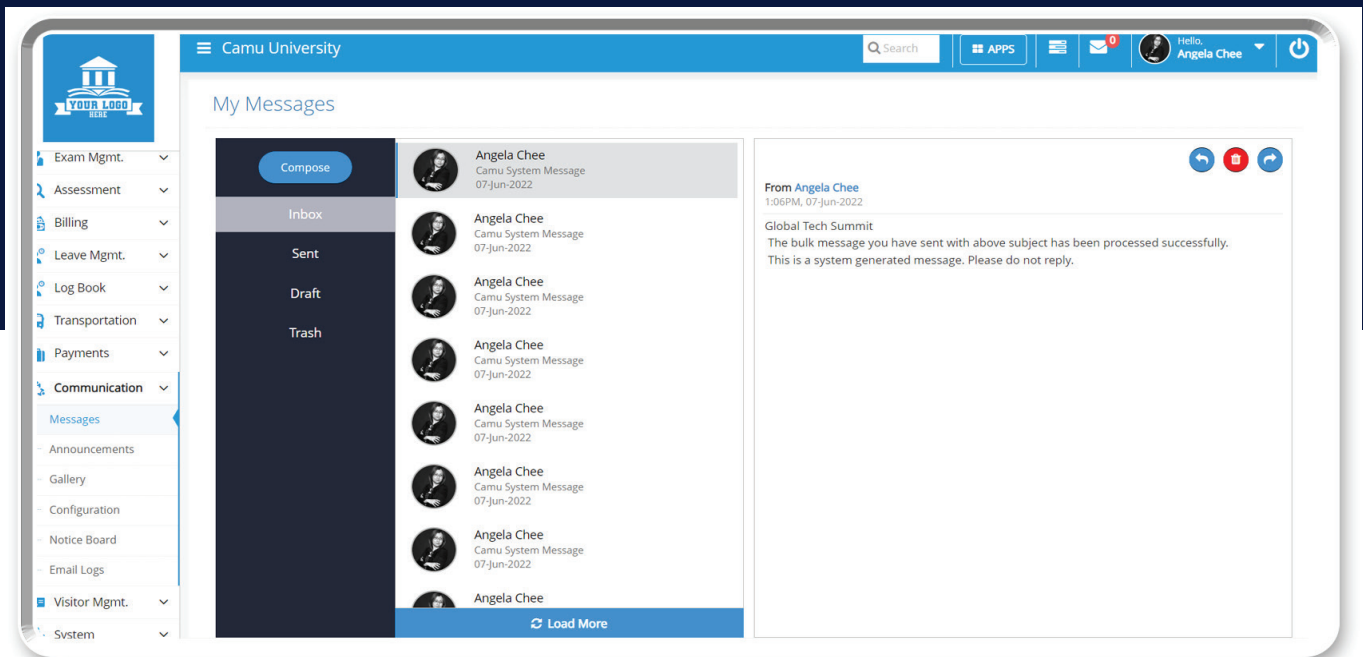 Camu University
Search
APPS
0
Hello,
Angela Chee
YOUR LOGO
HERE
My Messages
Exam Mgmt.
Assessment
Billing
Leave Mgmt.
Log Book
Transportation
Payments
Communication
Messages
Announcements
Gallery
Configuration
Notice Board
Email Logs
Visitor Mgmt.
System
Compose
Inbox
Sent
Draft
Trash
Angela Chee
Camu System Message
07-Jun-2022
Angela Chee
Camu System Message
07-Jun-2022
Angela Chee
Camu System Message
07-Jun-2022
Angela Chee
Camu System Message
07-Jun-2022
Angela Chee
Camu System Message
07-Jun-2022
Angela Chee
Camu System Message
07-Jun-2022
Angela Chee
Camu System Message
07-Jun-2022
Angela Chee
Load More
From Angela Chee
1:06PM, 07-Jun-2022
Global Tech Summit
The bulk message you have sent with above subject has been processed successfully.
This is a system generated message. Please do not reply.